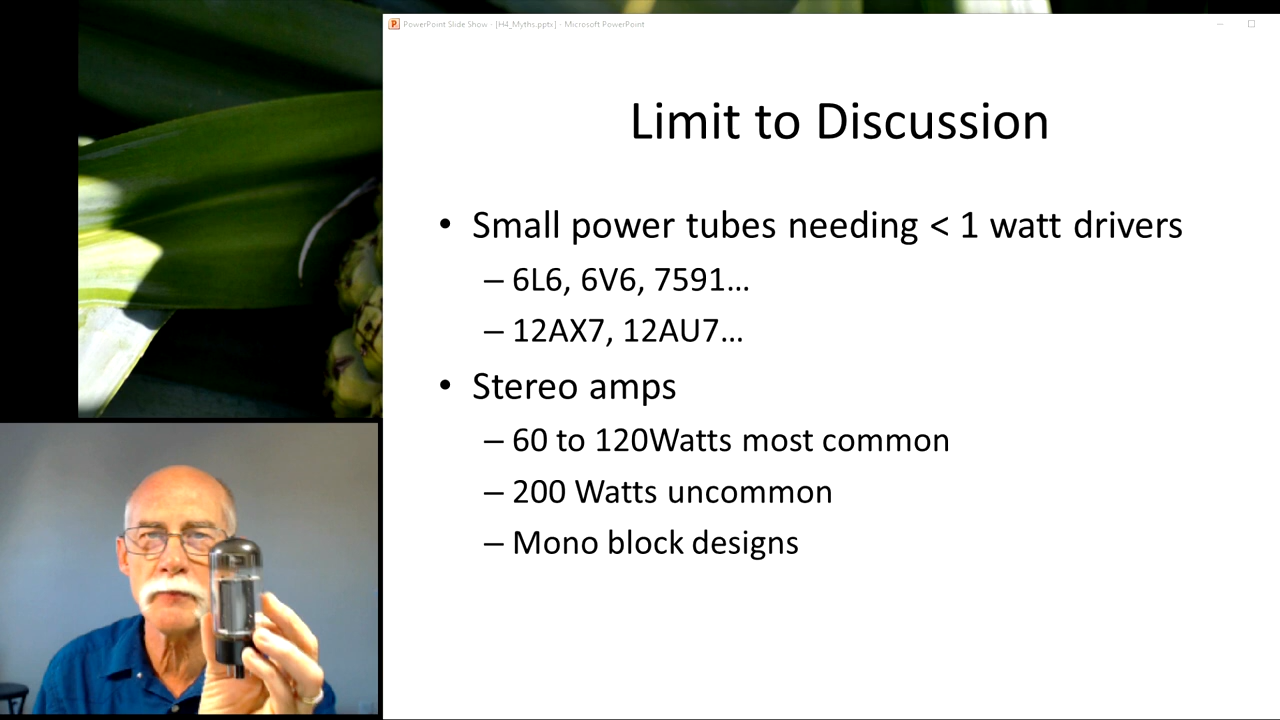 PowerPoint Slide Show - [H4_Myths.pptx] - Microsoft PowerPoint
Limit to Discussion
• Small power tubes needing < 1 watt drivers
– 6L6, 6V6, 7591…
– 12AX7, 12AU7…
• Stereo amps
– 60 to 120Watts most common
– 200 Watts uncommon
– Mono block designs